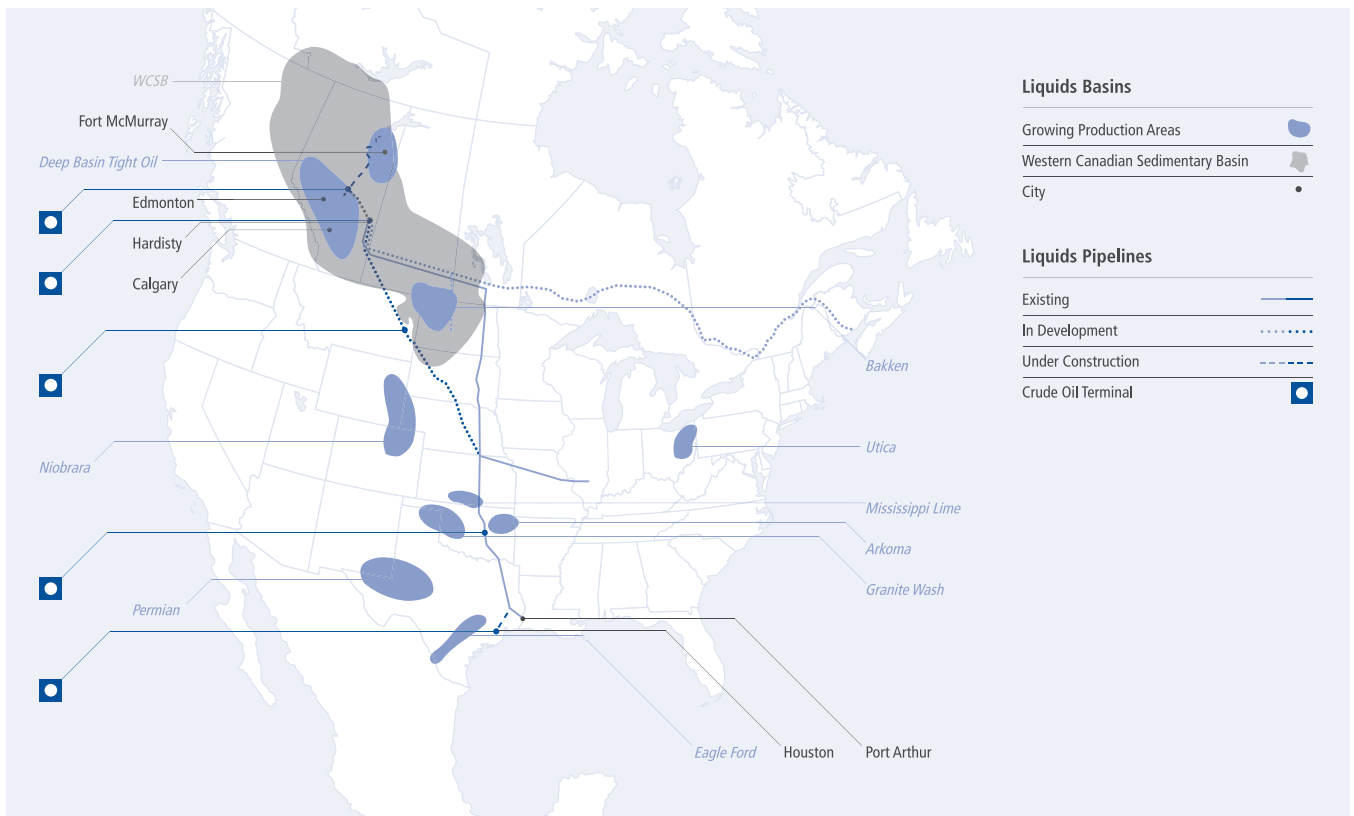 WCSB
Fort McMurray
Deep Basin Tight Oil
Edmonton
Hardisty
Calgary
Niobrara
Permian
Bakken
Utica
Mississippi Lime
Arkoma
Granite Wash
Eagle Ford
Houston
Port Arthur
Liquids Basins
Growing Production Areas
Western Canadian Sedimentary Basin
City
Liquids Pipelines
Existing
In Development
Under Construction
Crude Oil Terminal